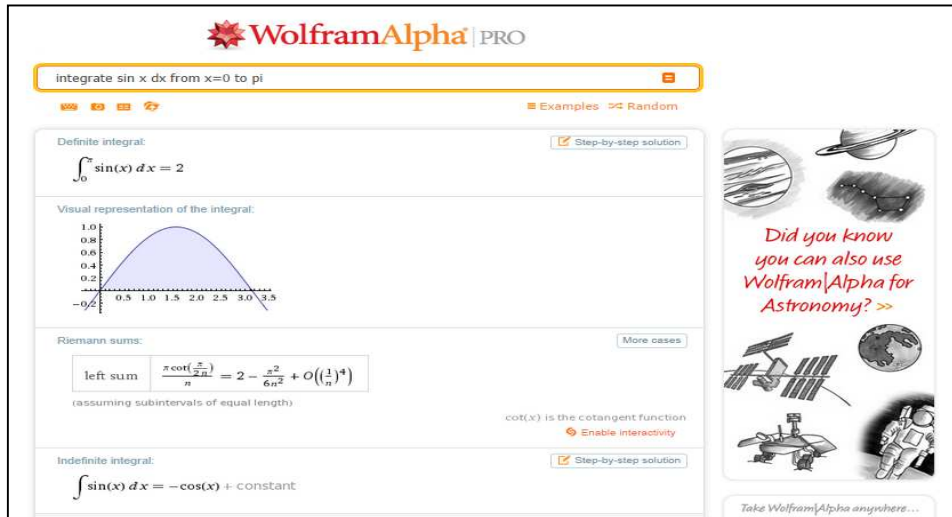 WolframAlpha PRO
integrate sin x dx from x=0 to pi
Examples Random
Definite integral:
Step-by-step solution
∫₀^π sin(x) dx = 2
Visual representation of the integral:
1.0
0.8
0.6
0.4
0.2
-0.2
0.5 1.0 1.5 2.0 2.5 3.0 3.5
Riemann sums:
More cases
left sum π cot(π/(2n))/n = 2 − π²/(6n²) + O((1/n)⁴)
(assuming subintervals of equal length)
cot(x) is the cotangent function
Enable interactivity
Indefinite integral:
Step-by-step solution
∫ sin(x) dx = −cos(x) + constant
Did you know
you can also use
Wolfram|Alpha for
Astronomy? >>
Take Wolfram|Alpha anywhere...